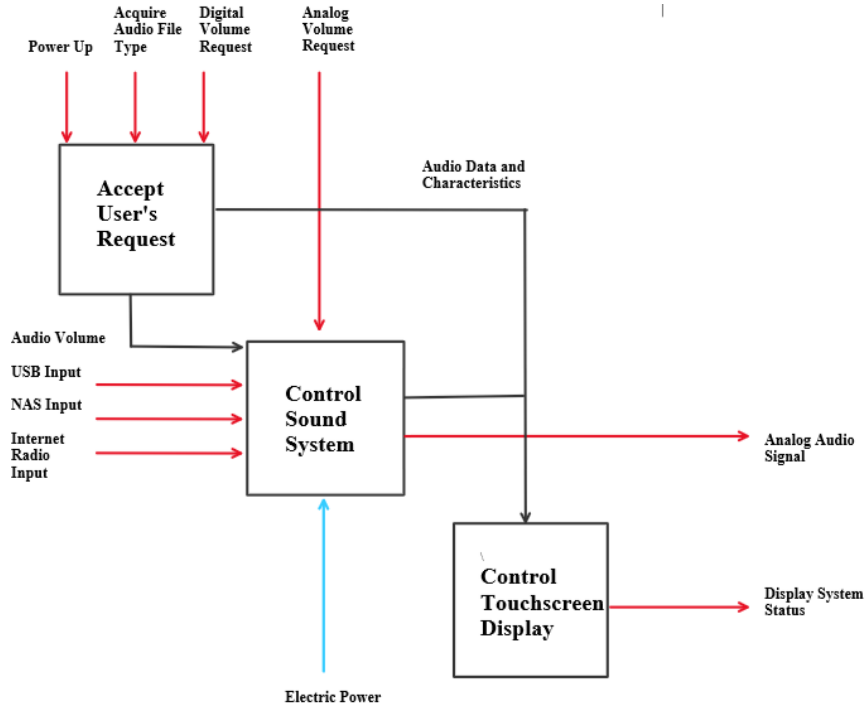 Power Up
Acquire
Audio File
Type
Digital
Volume
Request
Analog
Volume
Request
Accept
User's
Request
Audio Data and
Characteristics
Audio Volume
USB Input
NAS Input
Internet
Radio
Input
Control
Sound
System
Analog Audio
Signal
\
Control
Touchscreen
Display
Display System
Status
Electric Power